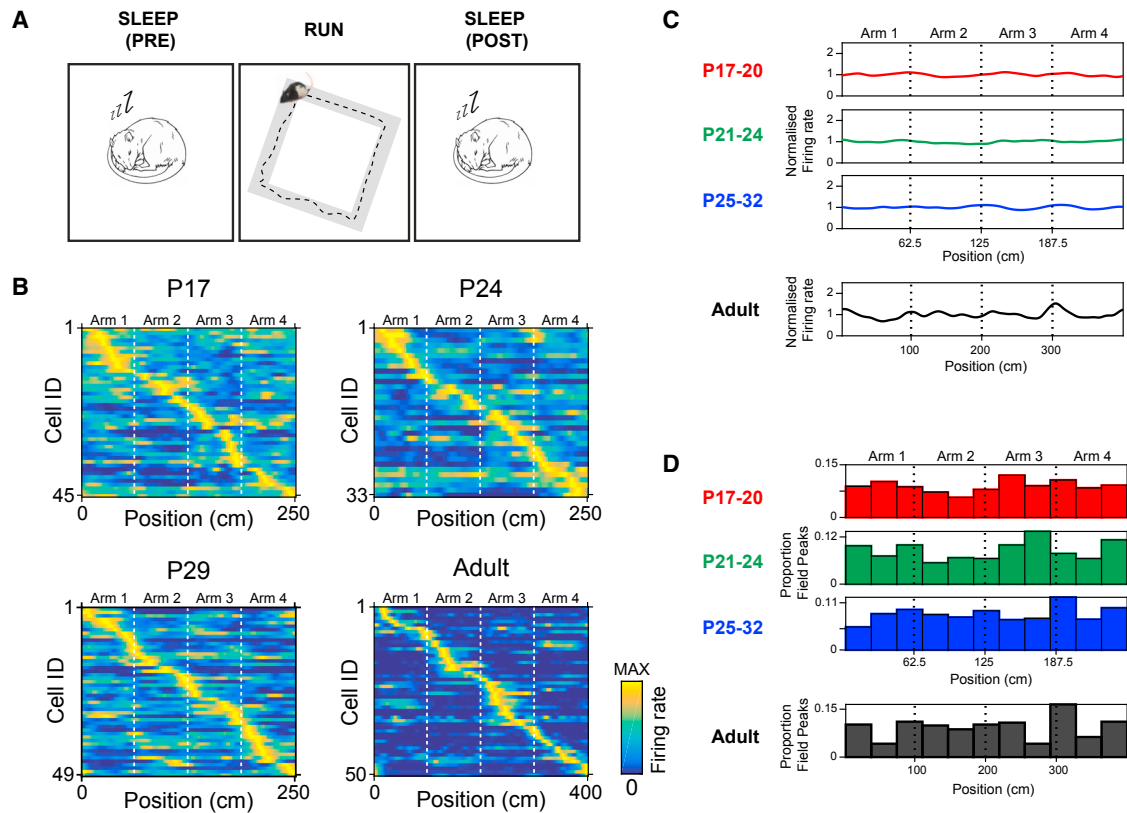 A
SLEEP
(PRE)
RUN
SLEEP
(POST)
zzZ
zzZ
B
P17
Arm 1 Arm 2 Arm 3 Arm 4
1
Cell ID
45
0 250
Position (cm)
P24
Arm 1 Arm 2 Arm 3 Arm 4
1
Cell ID
33
0 250
Position (cm)
P29
Arm 1 Arm 2 Arm 3 Arm 4
1
Cell ID
49
0 250
Position (cm)
Adult
Arm 1 Arm 2 Arm 3 Arm 4
1
Cell ID
50
0 400
Position (cm)
MAX
Firing rate
0
C
Arm 1 Arm 2 Arm 3 Arm 4
P17-20
2
1
0
P21-24
2
1
0
Normalised
Firing rate
P25-32
2
1
0
62.5 125 187.5
Position (cm)
Adult
Normalised
Firing rate
2
1
0
100 200 300
Position (cm)
D
Arm 1 Arm 2 Arm 3 Arm 4
P17-20
0.15
0
P21-24
0.12
0
Proportion
Field Peaks
P25-32
0.11
0
62.5 125 187.5
Position (cm)
Adult
Proportion
Field Peaks
0.15
0
100 200 300
Position (cm)